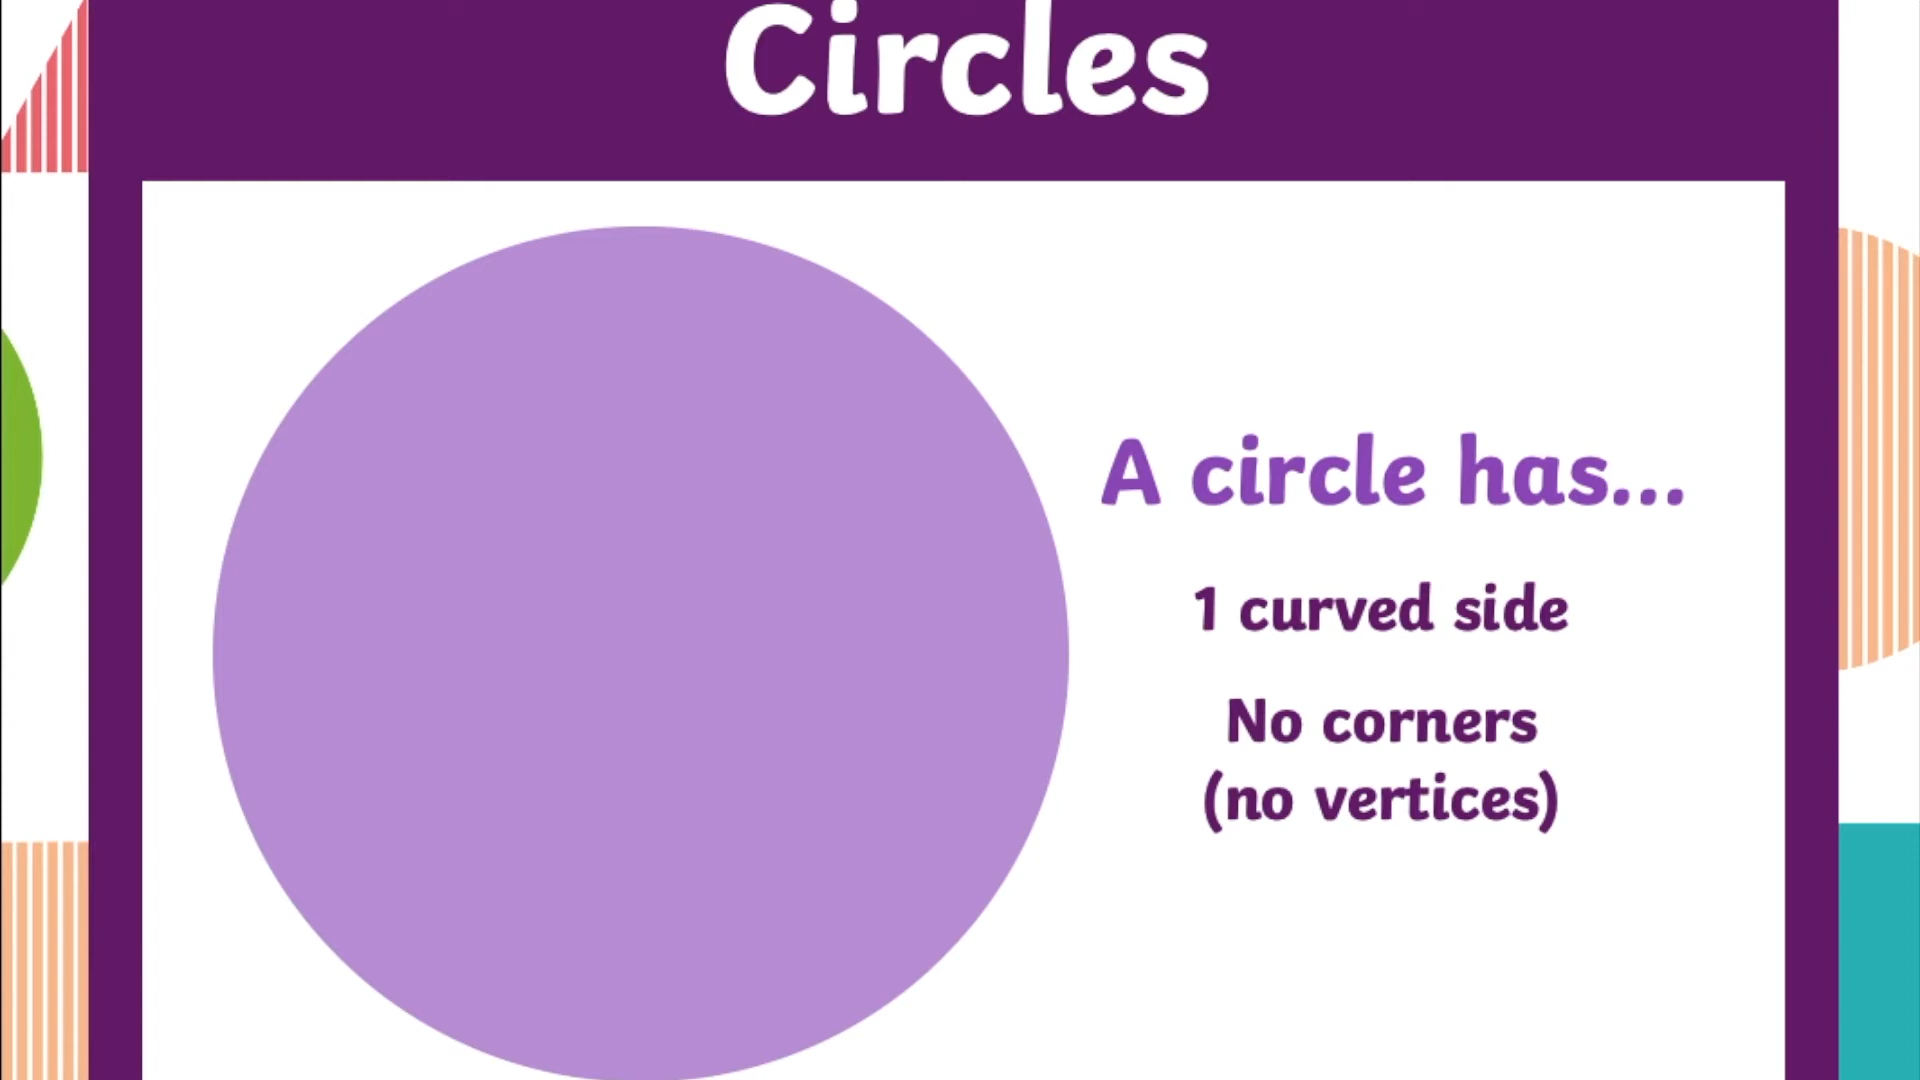 Circles
A circle has...
1 curved side
No corners
(no vertices)